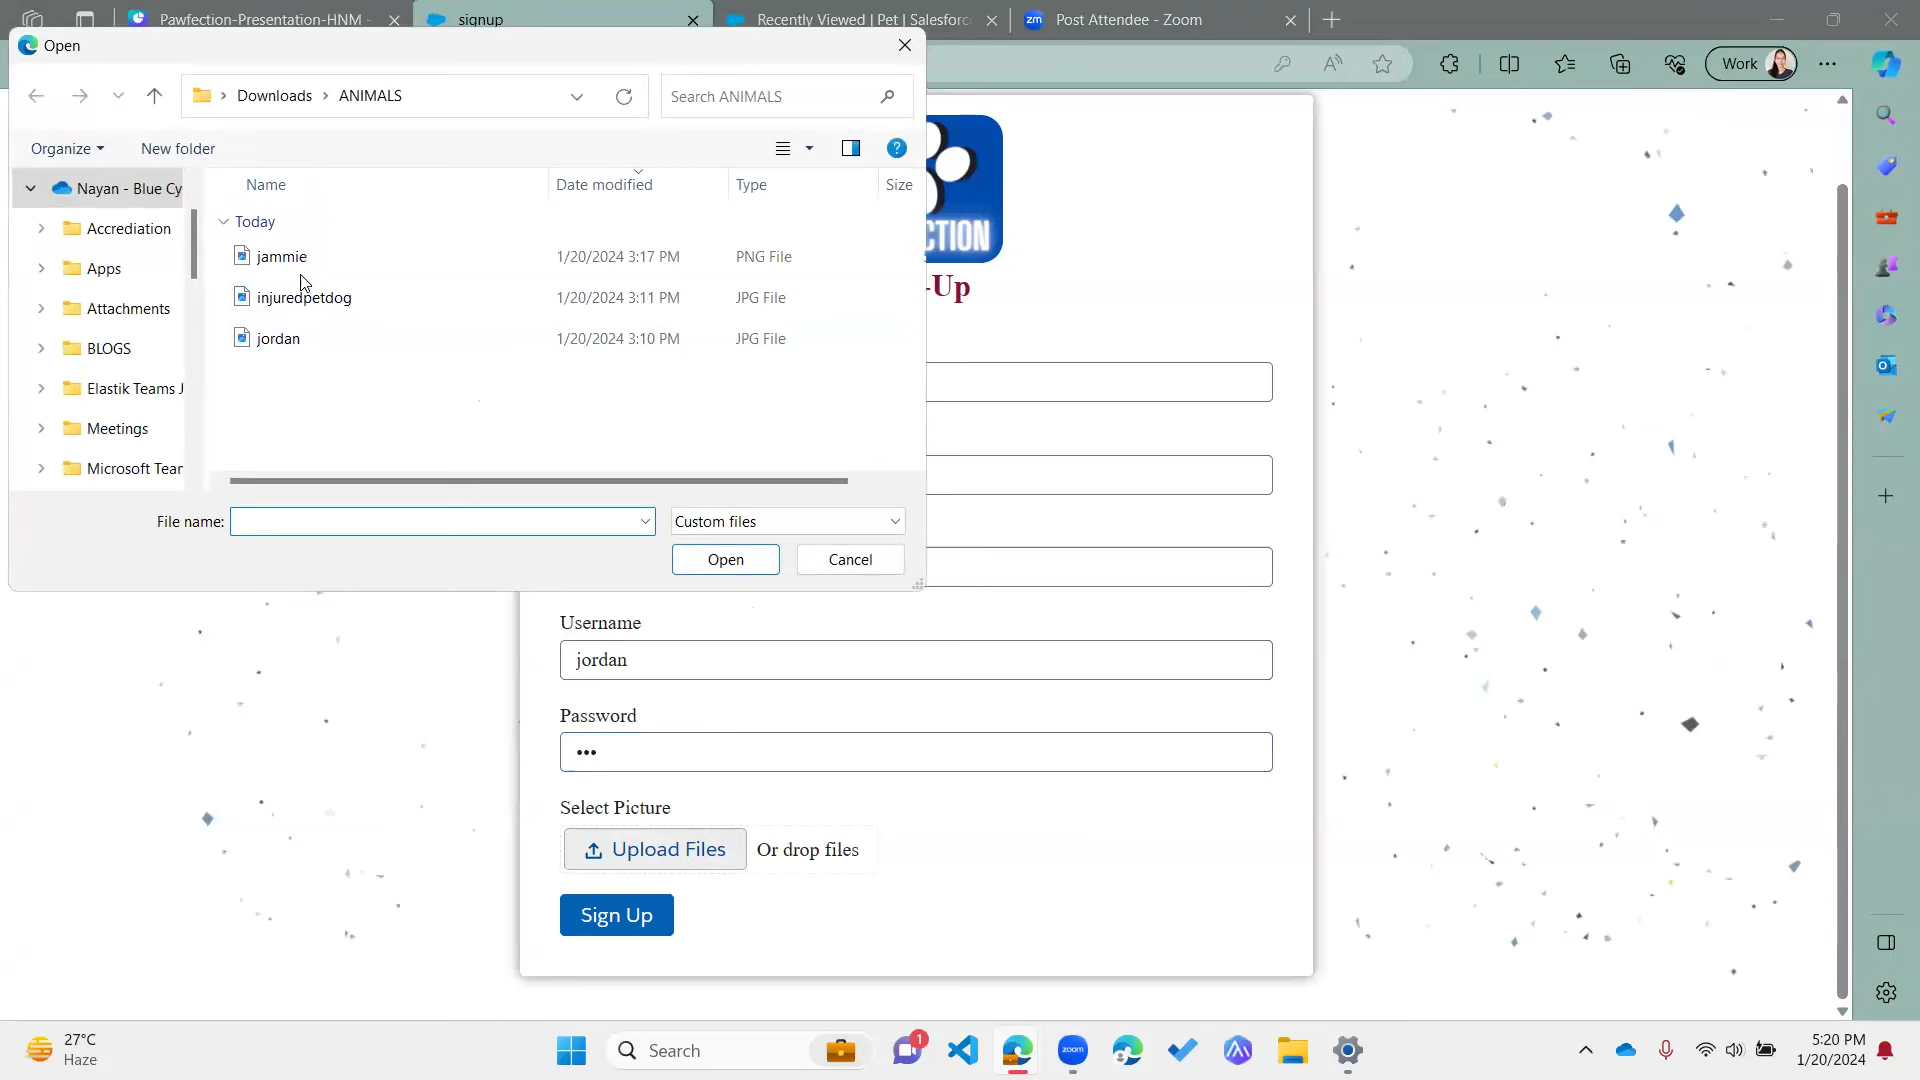 Pawfection-Presentation-HNM -
signup
Recently Viewed | Pet | Salesforc
zm
Post Attendee - Zoom
Open
Work
Downloads
ANIMALS
Search ANIMALS
Organize
New folder
Name
Date modified
Type
Size
Nayan - Blue Cy
Accrediation
Apps
Attachments
BLOGS
Elastik Teams J
Meetings
Microsoft Tear
Today
jammie
1/20/2024 3:17 PM
PNG File
injuredpetdog
1/20/2024 3:11 PM
JPG File
jordan
1/20/2024 3:10 PM
JPG File
File name:
Custom files
Open
Cancel
CTION
-Up
Username
jordan
Password
•••
Select Picture
Upload Files
Or drop files
Sign Up
27°C
Haze
Search
1
zoom
5:20 PM
1/20/2024